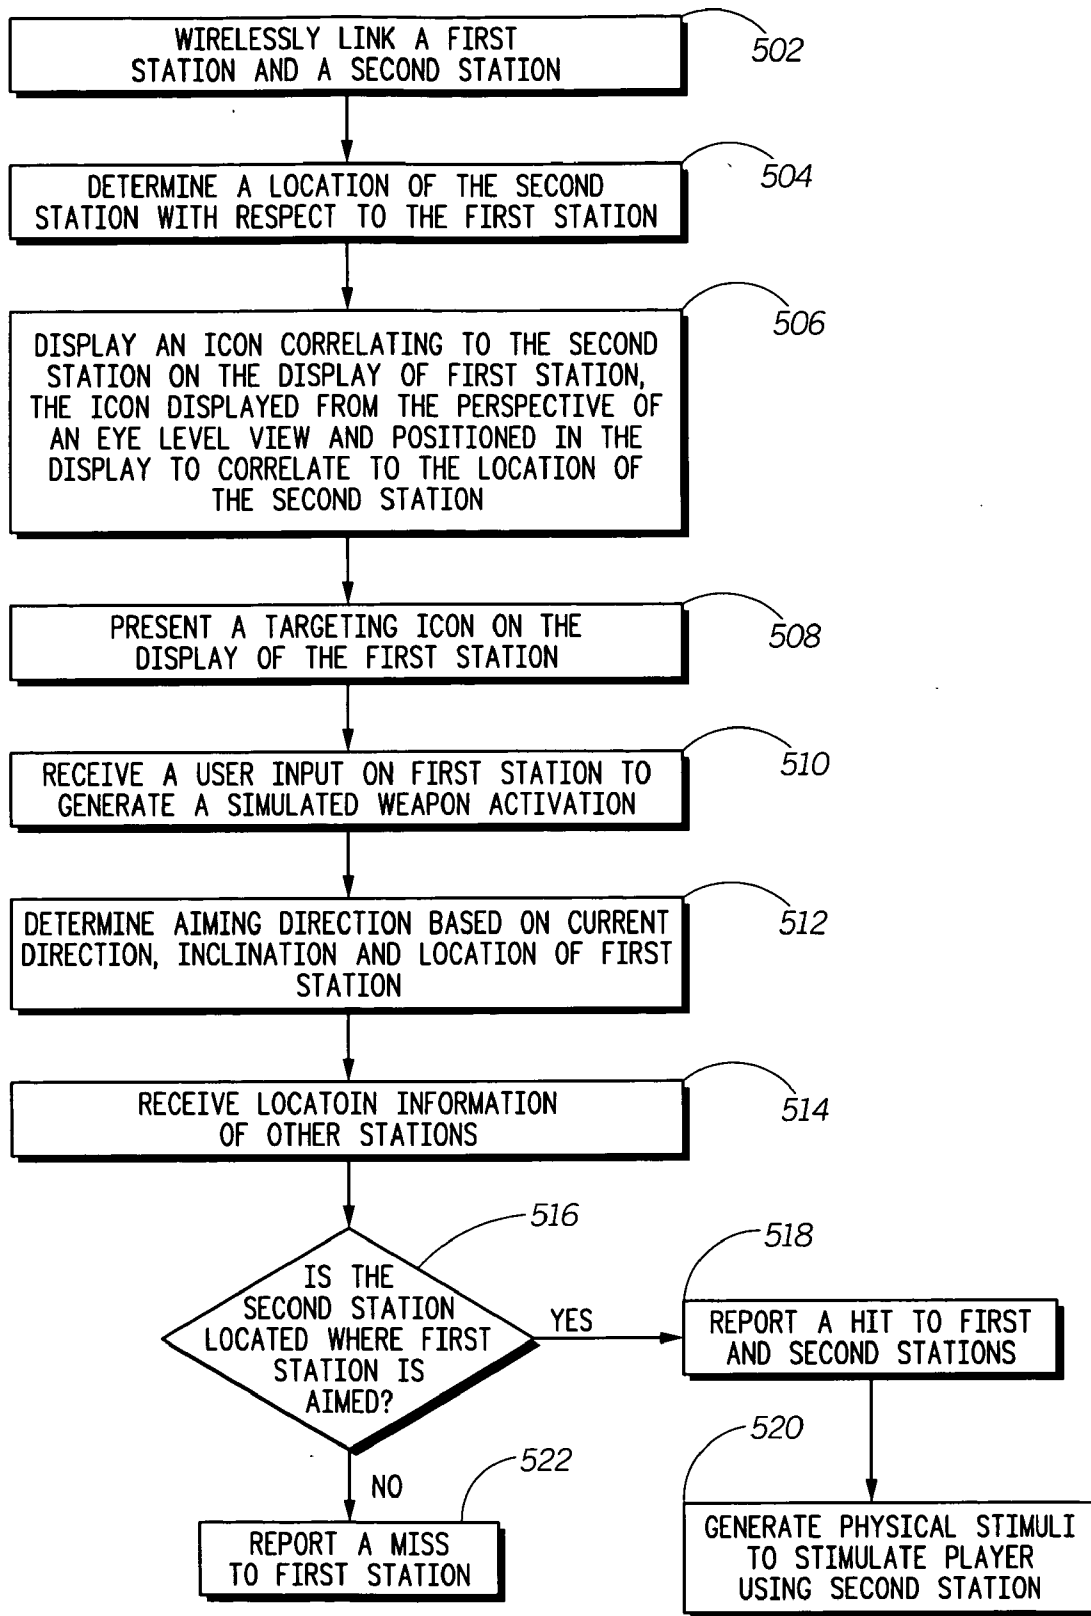 WIRELESSLY LINK A FIRST
STATION AND A SECOND STATION
502
DETERMINE A LOCATION OF THE SECOND
STATION WITH RESPECT TO THE FIRST STATION
504
DISPLAY AN ICON CORRELATING TO THE SECOND
STATION ON THE DISPLAY OF FIRST STATION,
THE ICON DISPLAYED FROM THE PERSPECTIVE OF
AN EYE LEVEL VIEW AND POSITIONED IN THE
DISPLAY TO CORRELATE TO THE LOCATION OF
THE SECOND STATION
506
PRESENT A TARGETING ICON ON THE
DISPLAY OF THE FIRST STATION
508
RECEIVE A USER INPUT ON FIRST STATION TO
GENERATE A SIMULATED WEAPON ACTIVATION
510
DETERMINE AIMING DIRECTION BASED ON CURRENT
DIRECTION, INCLINATION AND LOCATION OF FIRST
STATION
512
RECEIVE LOCATOIN INFORMATION
OF OTHER STATIONS
514
IS THE
SECOND STATION
LOCATED WHERE FIRST
STATION IS
AIMED?
516
YES
518
REPORT A HIT TO FIRST
AND SECOND STATIONS
520
GENERATE PHYSICAL STIMULI
TO STIMULATE PLAYER
USING SECOND STATION
NO
522
REPORT A MISS
TO FIRST STATION